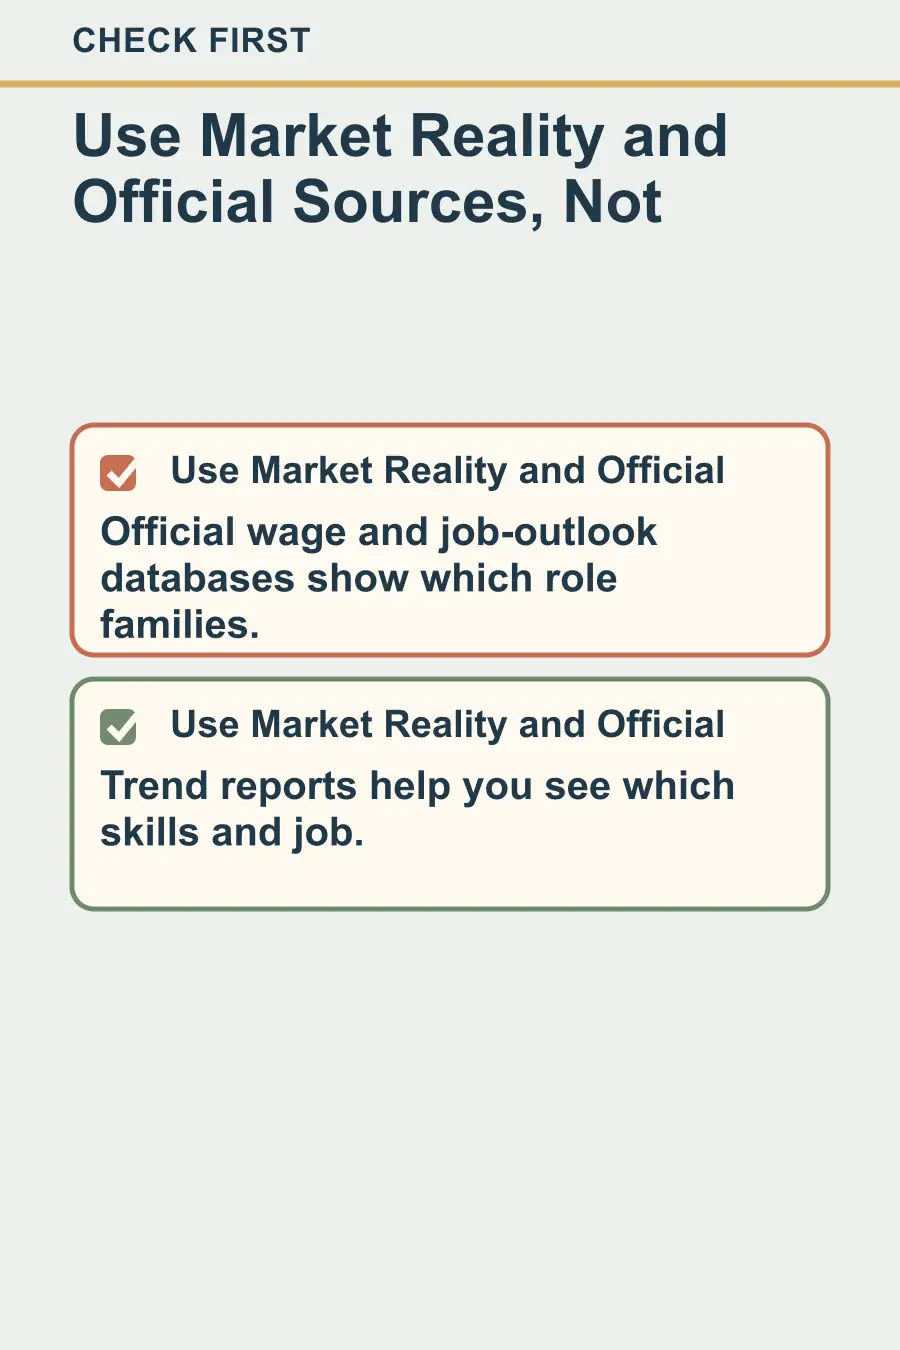 CHECK FIRST
Use Market Reality and
Official Sources, Not
Use Market Reality and Official
Official wage and job-outlook
databases show which role
families.
Use Market Reality and Official
Trend reports help you see which
skills and job.